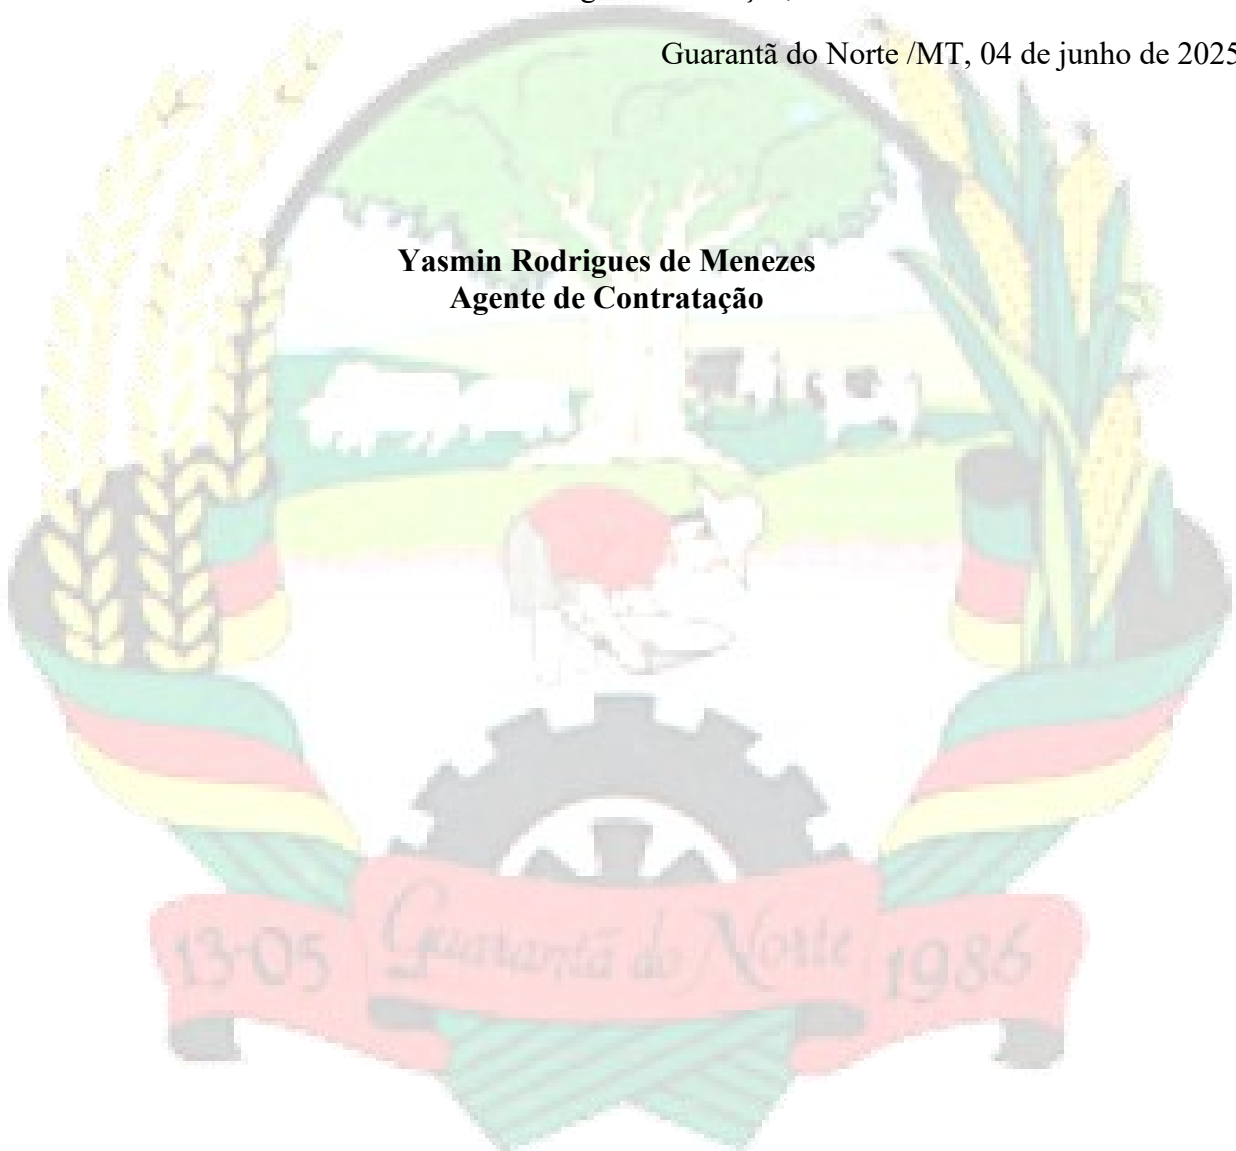 Guarantã do Norte /MT, 04 de junho de 2025
Yasmin Rodrigues de Menezes
Agente de Contratação
13-05 Guarantã do Norte 1986